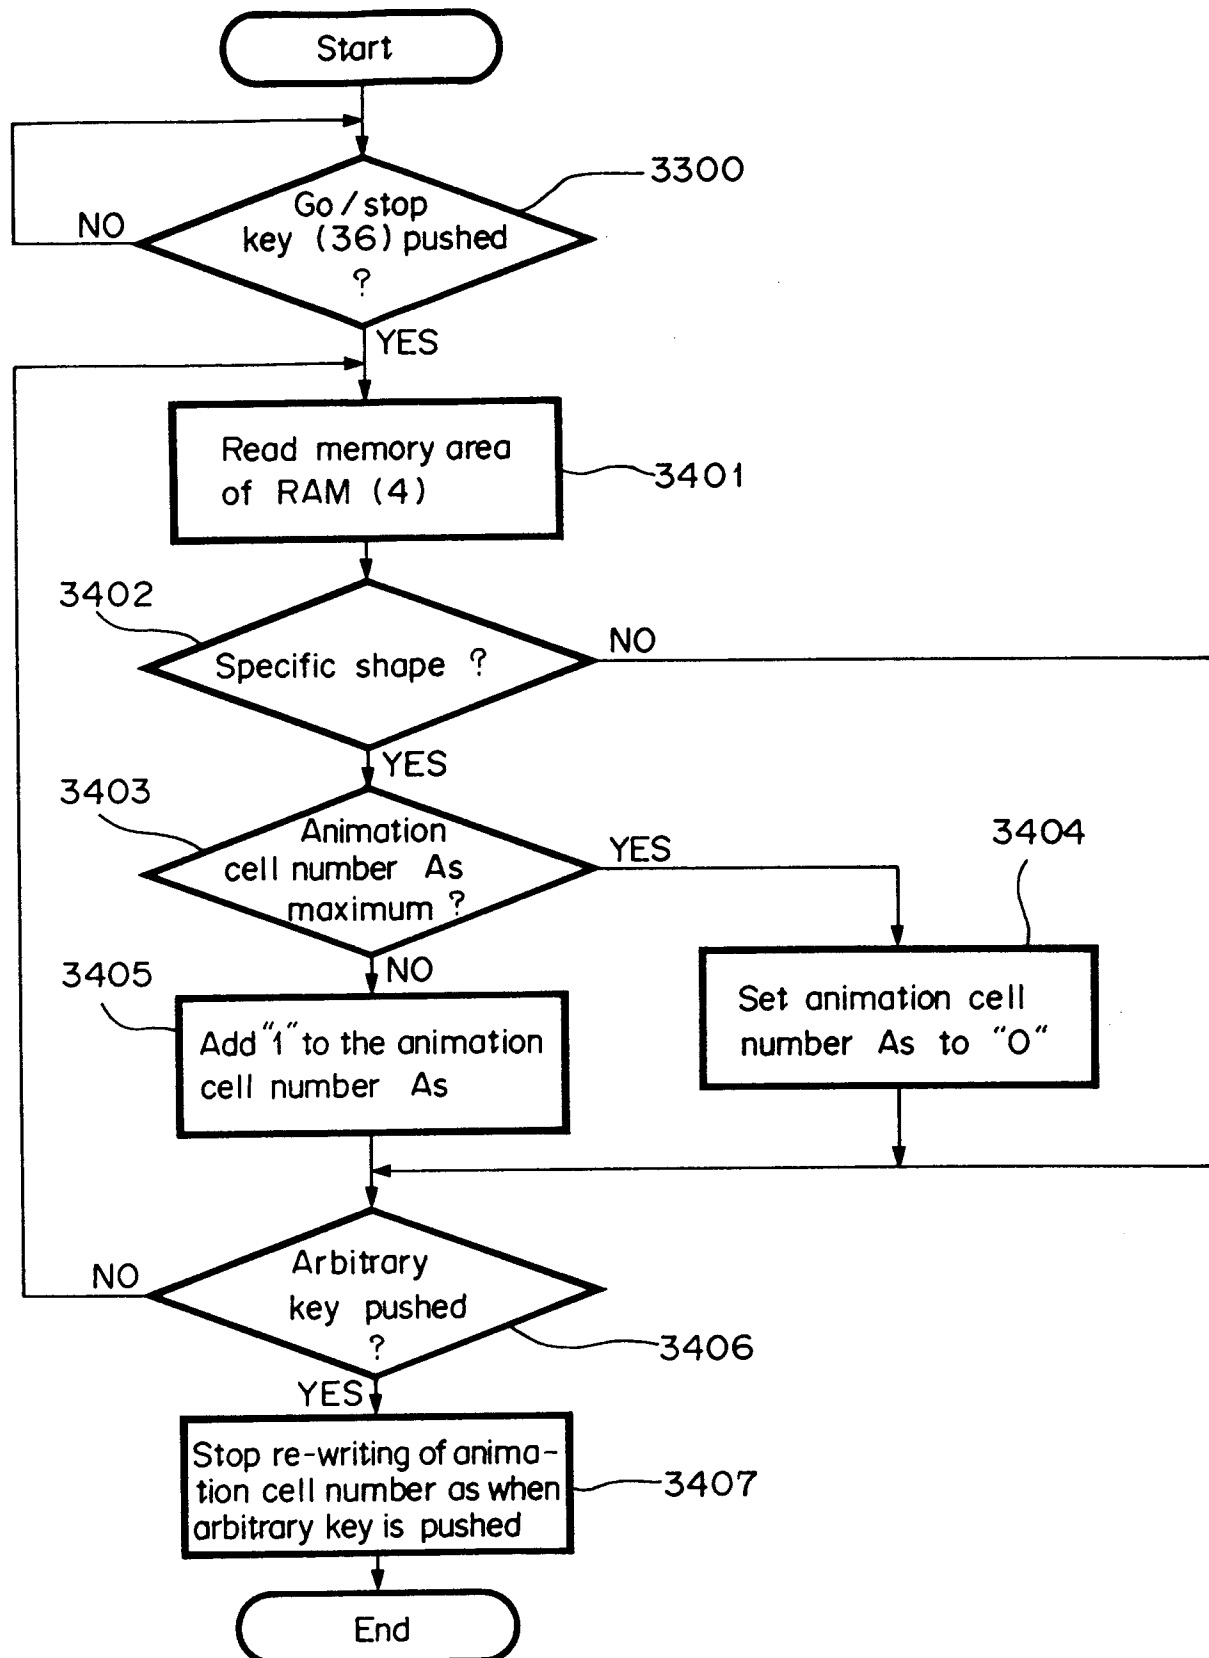 Start
3300
Go/stop
key (36) pushed
?
NO
YES
Read memory area
of RAM (4)
3401
3402
Specific shape ?
NO
YES
3403
Animation
cell number As
maximum ?
YES
3404
NO
3405
Add "1" to the animation
cell number As
Set animation cell
number As to "0"
NO
Arbitrary
key pushed
?
3406
YES
Stop re-writing of anima-
tion cell number as when
arbitrary key is pushed
3407
End